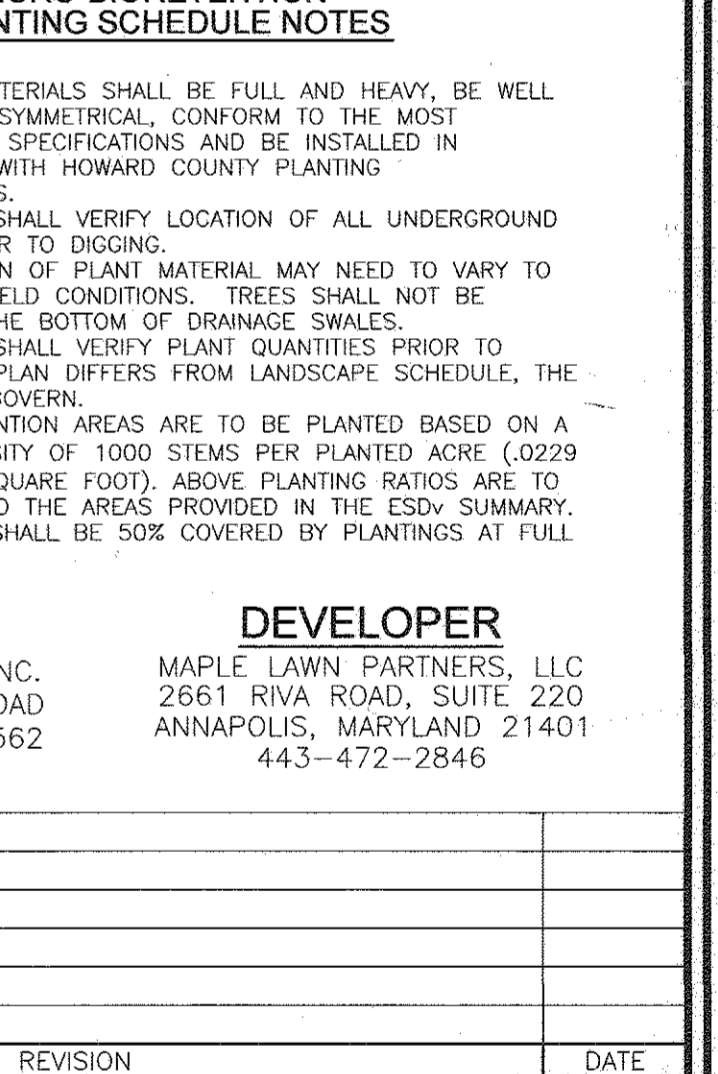 NTING SCHEDULE NOTES
TERIALS SHALL BE FULL AND HEAVY, BE WELL
SYMMETRICAL, CONFORM TO THE MOST
SPECIFICATIONS AND BE INSTALLED IN
WITH HOWARD COUNTY PLANTING
S.
SHALL VERIFY LOCATION OF ALL UNDERGROUND
R TO DIGGING.
N OF PLANT MATERIAL MAY NEED TO VARY TO
ELD CONDITIONS. TREES SHALL NOT BE
HE BOTTOM OF DRAINAGE SWALES.
SHALL VERIFY PLANT QUANTITIES PRIOR TO
PLAN DIFFERS FROM LANDSCAPE SCHEDULE, THE
GOVERN.
NTION AREAS ARE TO BE PLANTED BASED ON A
SITY OF 1000 STEMS PER PLANTED ACRE (.0229
QUARE FOOT). ABOVE PLANTING RATIOS ARE TO
O THE AREAS PROVIDED IN THE ESDv SUMMARY.
SHALL BE 50% COVERED BY PLANTINGS AT FULL
DEVELOPER
NC. MAPLE LAWN PARTNERS, LLC
OAD 2661 RIVA ROAD, SUITE 220
562 ANNAPOLIS, MARYLAND 21401
443-472-2846
REVISION DATE